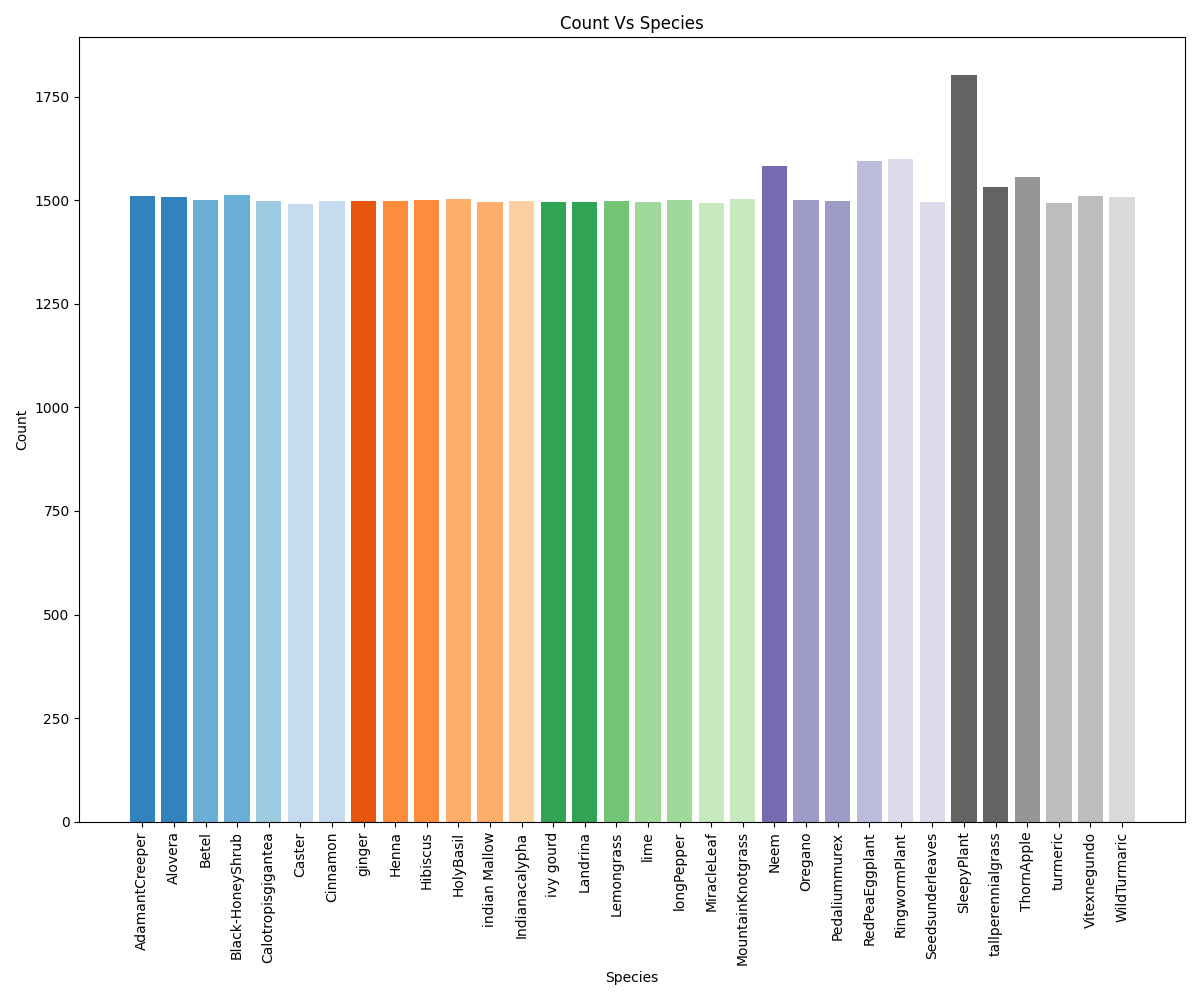 Count Vs Species
1750
1500
1250
1000
750
500
250
0
Count
AdamantCreeper
Alovera
Betel
Black-HoneyShrub
Calotropisgigantea
Caster
Cinnamon
ginger
Henna
Hibiscus
HolyBasil
indian Mallow
Indianacalypha
ivy gourd
Landrina
Lemongrass
lime
longPepper
MiracleLeaf
MountainKnotgrass
Neem
Oregano
Pedaliummurex
RedPeaEggplant
RingwormPlant
Seedsunderleaves
SleepyPlant
tallperennialgrass
ThornApple
turmeric
Vitexnegundo
WildTurmaric
Species